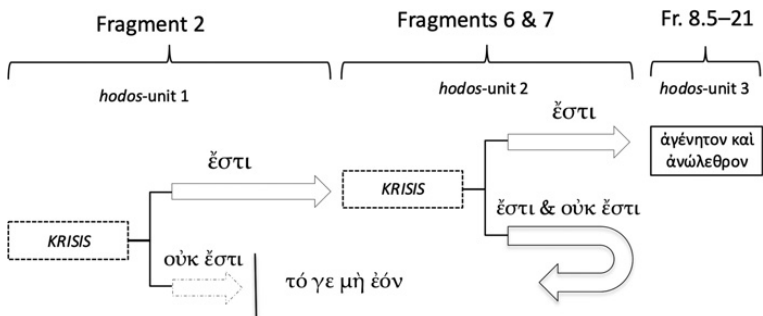 Fragment 2
Fragments 6 & 7
Fr. 8.5–21
hodos-unit 1
hodos-unit 2
hodos-unit 3
ἔστι
ἔστι
ἀγένητον καὶ
ἀνώλεθρον
KRISIS
KRISIS
ἔστι & οὐκ ἔστι
οὐκ ἔστι
τό γε μὴ ἐόν